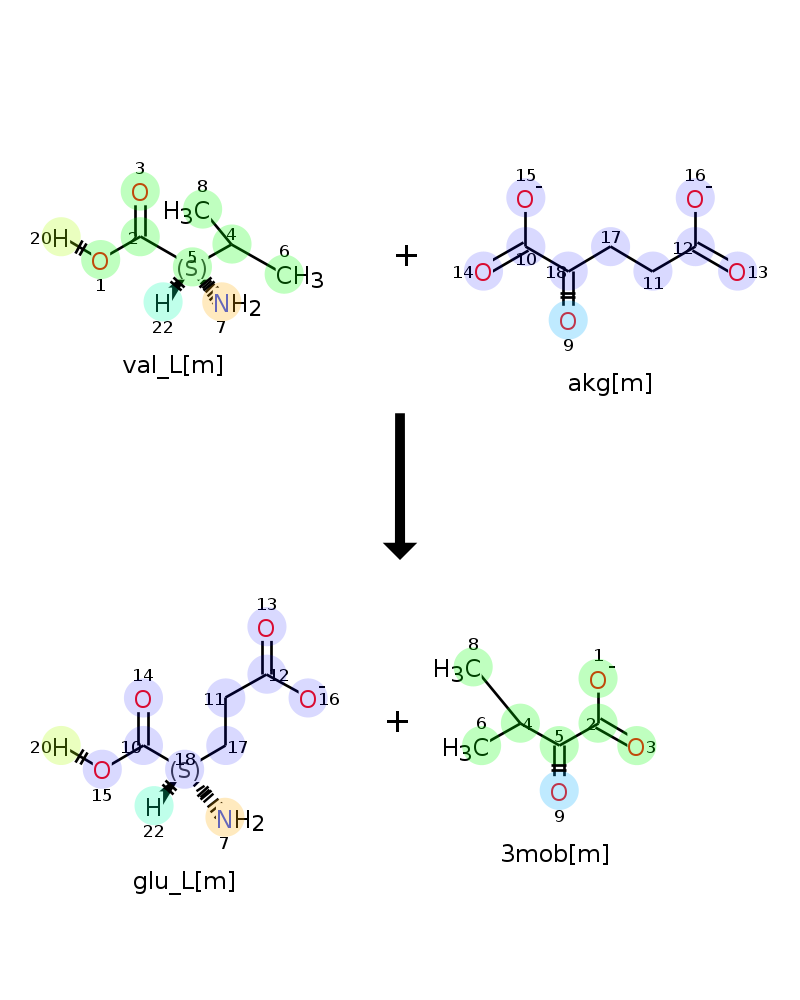 3
8
15 16
O H3C O- O-
20H 2 5 4 6 17
O (S) CH3 14O 10 18 12 O13
1 H NH2 11
22 7 O
9
val_L[m] + akg[m]
13
O
14 8 1
O 11 12 O-16 H3C O-
20H 10 18 17 6 4 5 2
O (S) + H3C O3
15 H NH2 O
22 7 9
glu_L[m] 3mob[m]